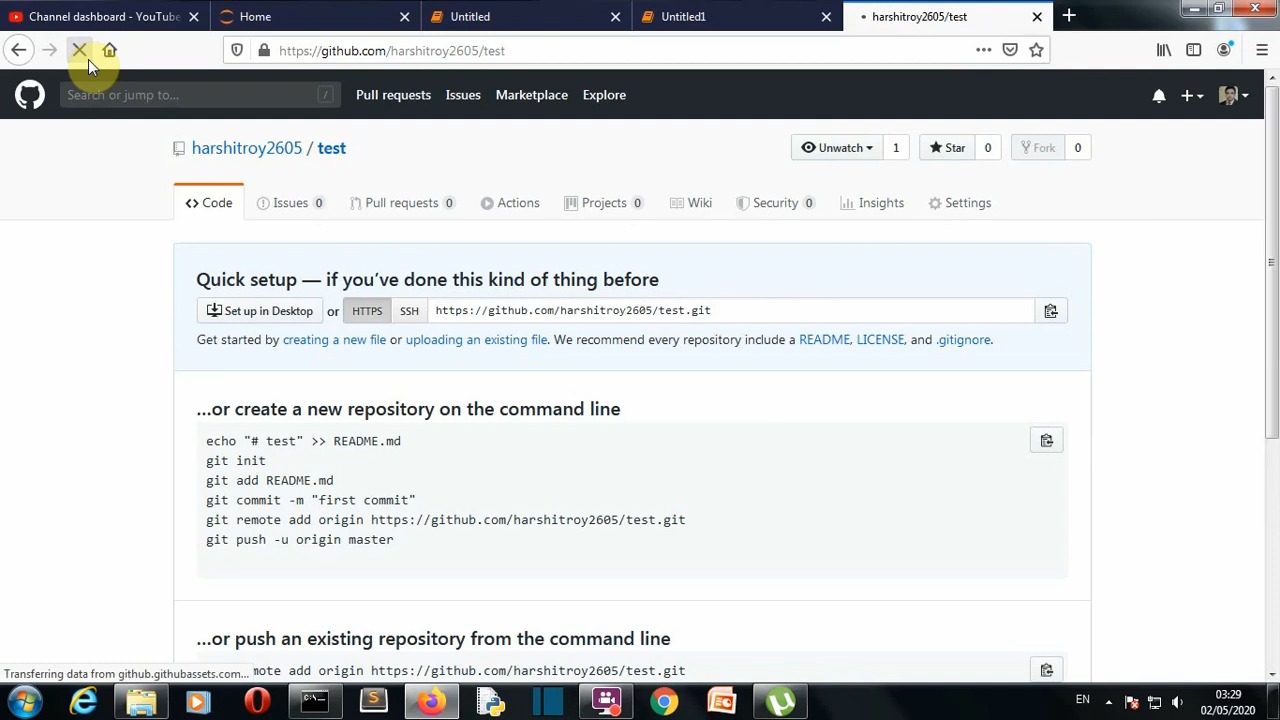 Channel dashboard - YouTube
Home
Untitled
Untitled1
harshitroy2605/test
https://github.com/harshitroy2605/test
Search or jump to...
/
Pull requests
Issues
Marketplace
Explore
harshitroy2605 / test
Unwatch 1
Star 0
Fork 0
<> Code
Issues 0
Pull requests 0
Actions
Projects 0
Wiki
Security 0
Insights
Settings
Quick setup — if you’ve done this kind of thing before
Set up in Desktop or HTTPS SSH https://github.com/harshitroy2605/test.git
Get started by creating a new file or uploading an existing file. We recommend every repository include a README, LICENSE, and .gitignore.
…or create a new repository on the command line
echo "# test" >> README.md
git init
git add README.md
git commit -m "first commit"
git remote add origin https://github.com/harshitroy2605/test.git
git push -u origin master
…or push an existing repository from the command line
mote add origin https://github.com/harshitroy2605/test.git
Transferring data from github.githubassets.com…
EN
03:29
02/05/2020